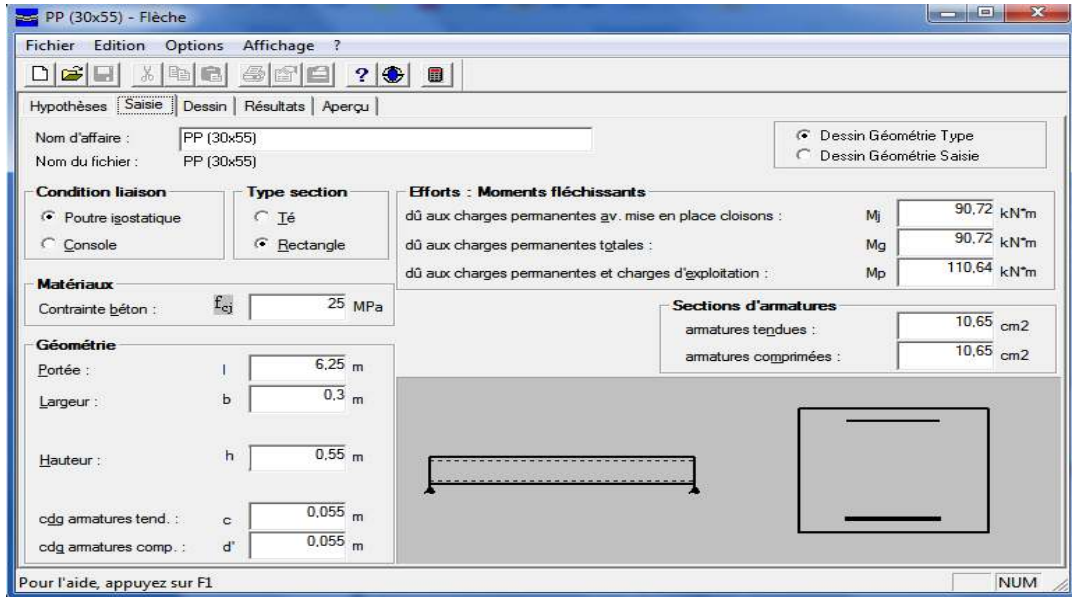 PP (30x55) - Flèche
Fichier Edition Options Affichage ?
Hypothèses Saisie Dessin Résultats Aperçu
Nom d'affaire : PP (30x55)
Nom du fichier : PP (30x55)
Dessin Géométrie Type
Dessin Géométrie Saisie
Condition liaison
Poutre isostatique
Console
Type section
Té
Rectangle
Efforts : Moments fléchissants
dû aux charges permanentes av. mise en place cloisons : Mj 90,72 kN*m
dû aux charges permanentes totales : Mg 90,72 kN*m
dû aux charges permanentes et charges d'exploitation : Mp 110,64 kN*m
Matériaux
Contrainte béton : fcj 25 MPa
Sections d'armatures
armatures tendues : 10,65 cm2
armatures comprimées : 10,65 cm2
Géométrie
Portée : l 6,25 m
Largeur : b 0,3 m
Hauteur : h 0,55 m
cdg armatures tend. : c 0,055 m
cdg armatures comp. : d' 0,055 m
Pour l'aide, appuyez sur F1
NUM